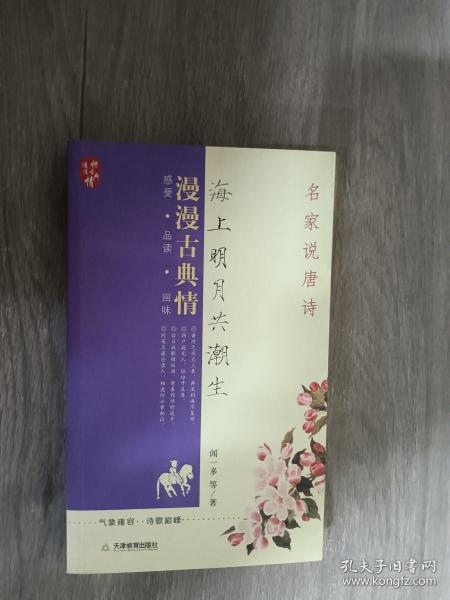 名家说唐诗
海上明月共潮生
漫漫古典情
感受·品读·回味
闻一多 等/著
气象雍容··诗歌巅峰
天津教育出版社
孔夫子旧书网
www.kongfz.com